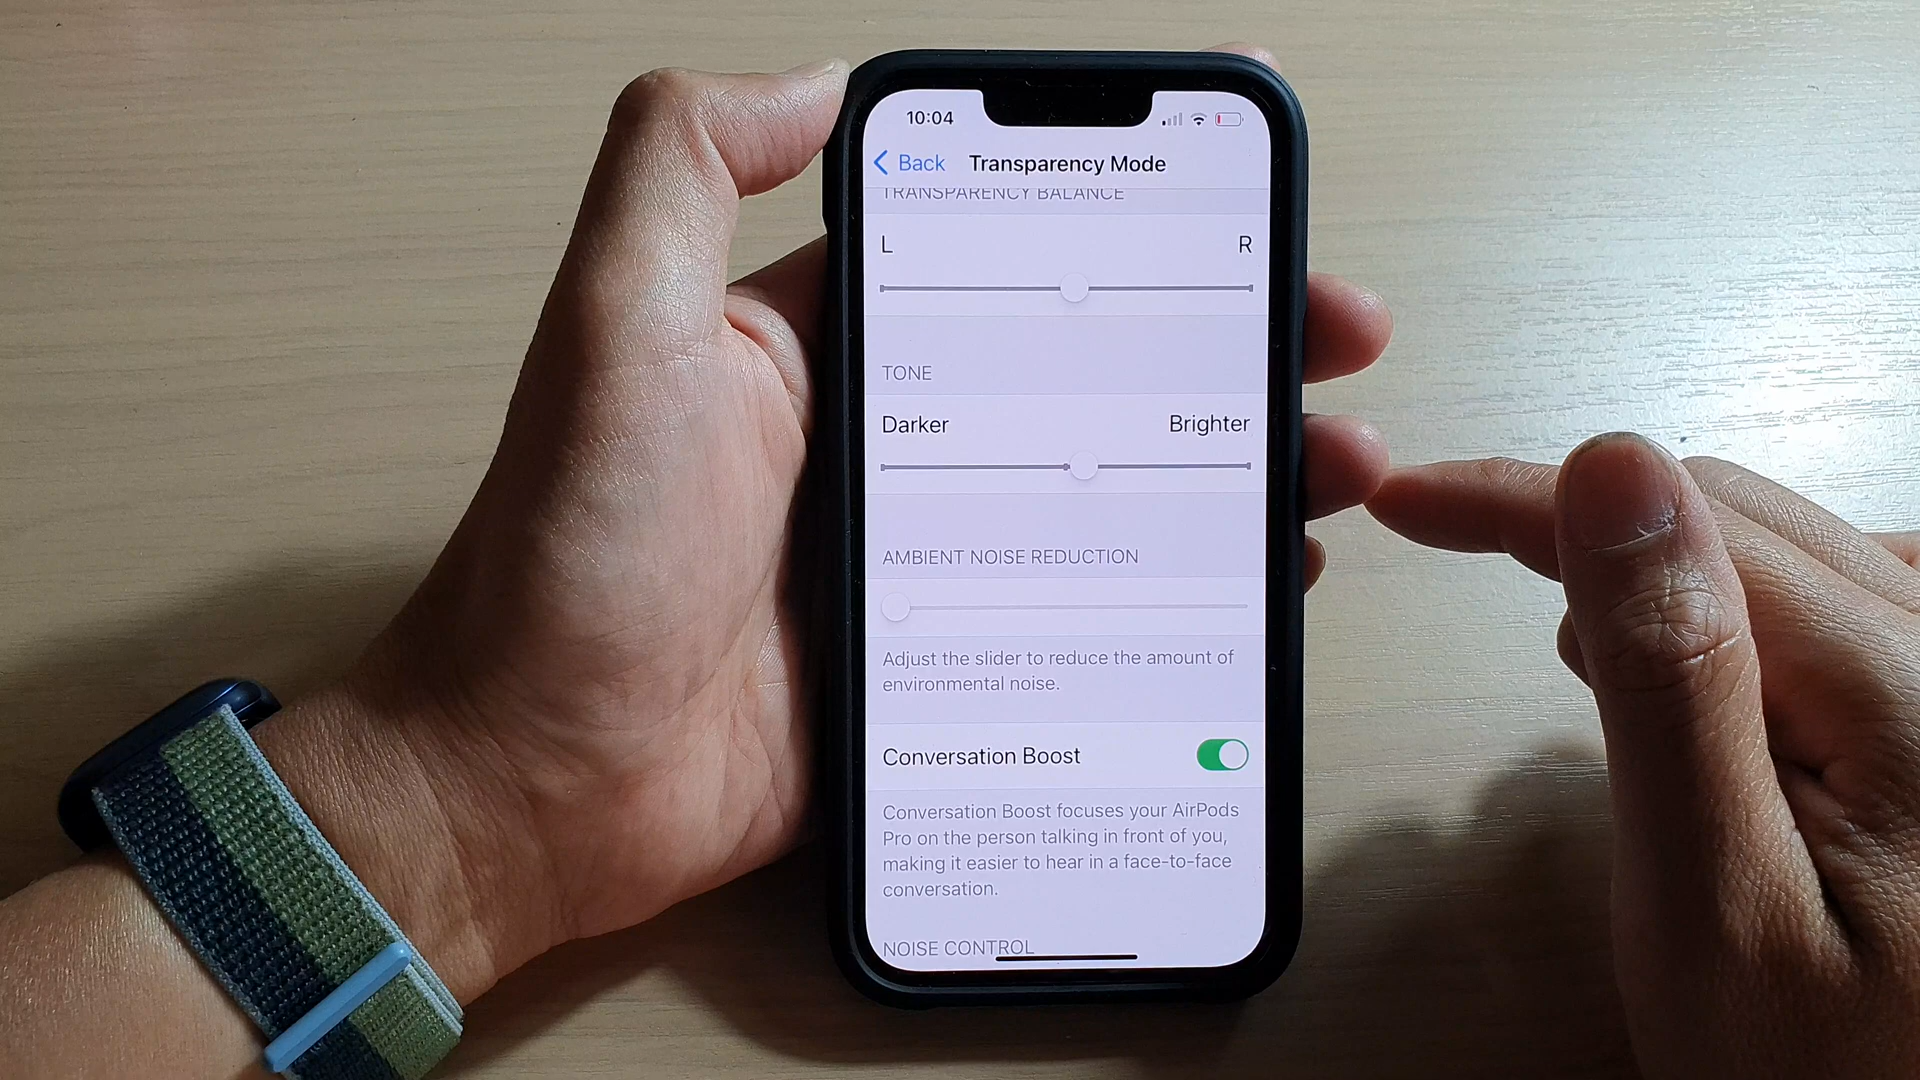 10:04
Back Transparency Mode
TRANSPARENCY BALANCE
L R
TONE
Darker Brighter
AMBIENT NOISE REDUCTION
Adjust the slider to reduce the amount of
environmental noise.
Conversation Boost
Conversation Boost focuses your AirPods
Pro on the person talking in front of you,
making it easier to hear in a face-to-face
conversation.
NOISE CONTROL